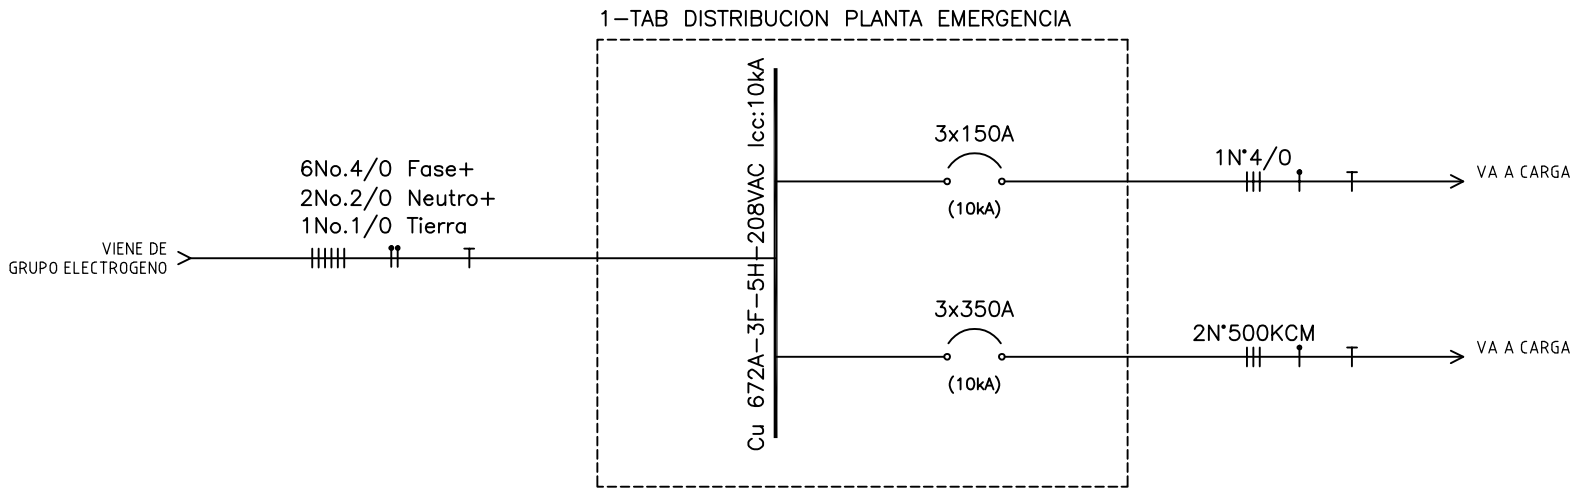 1-TAB DISTRIBUCION PLANTA EMERGENCIA
6No.4/0 Fase+
2No.2/0 Neutro+
1No.1/0 Tierra
VIENE DE
GRUPO ELECTROGENO
Cu 672A-3F-5H-208VAC Icc:10kA
3x150A
(10kA)
1N°4/0
VA A CARGA
3x350A
(10kA)
2N°500KCM
VA A CARGA